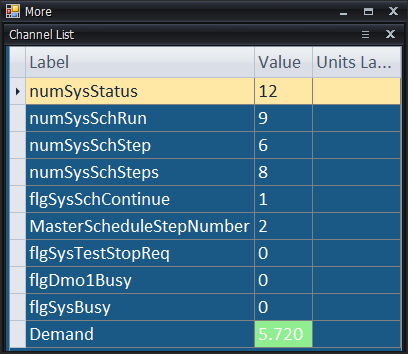 More
Channel List
Label Value Units La...
numSysStatus 12
numSysSchRun 9
numSysSchStep 6
numSysSchSteps 8
flgSysSchContinue 1
MasterScheduleStepNumber 2
flgSysTestStopReq 0
flgDmo1Busy 0
flgSysBusy 0
Demand 5.720